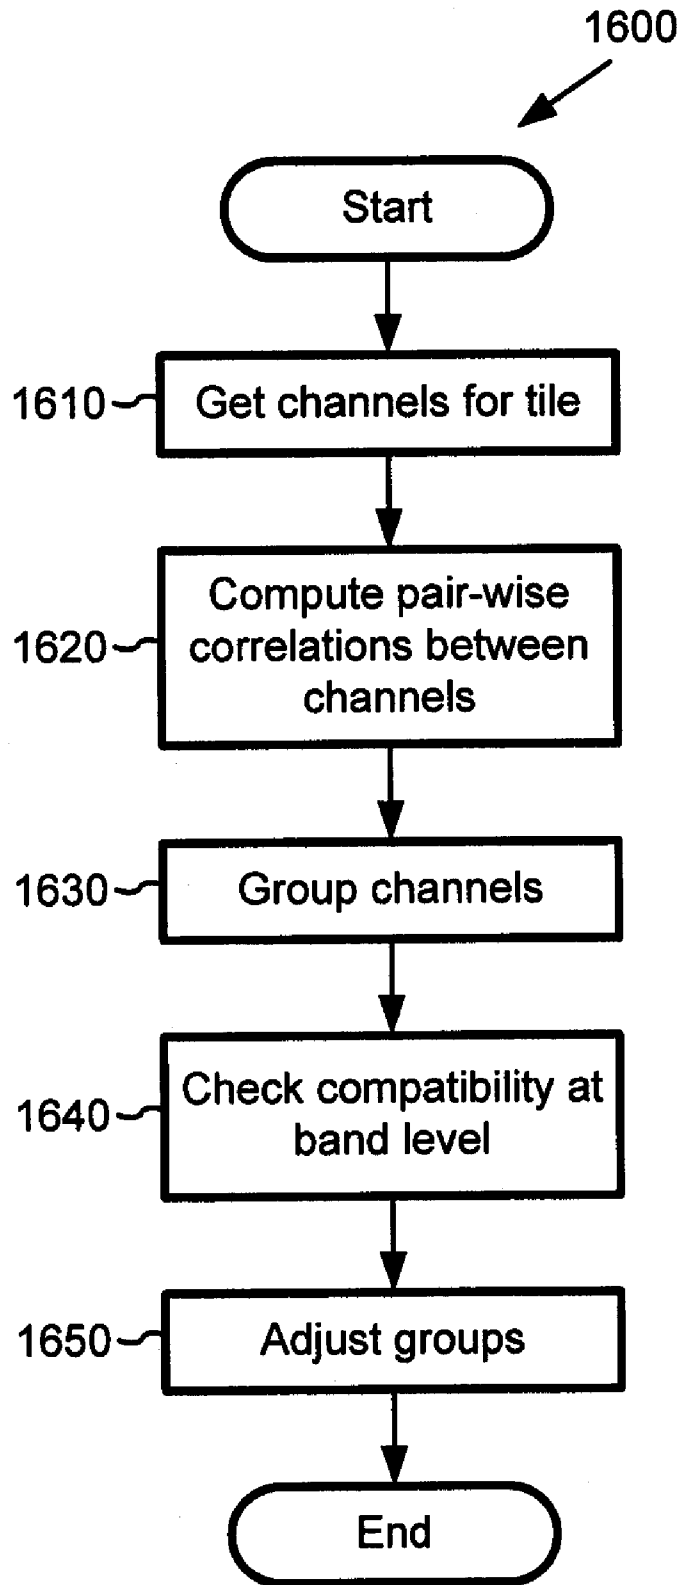 1600
Start
1610
Get channels for tile
1620
Compute pair-wise
correlations between
channels
1630
Group channels
1640
Check compatibility at
band level
1650
Adjust groups
End